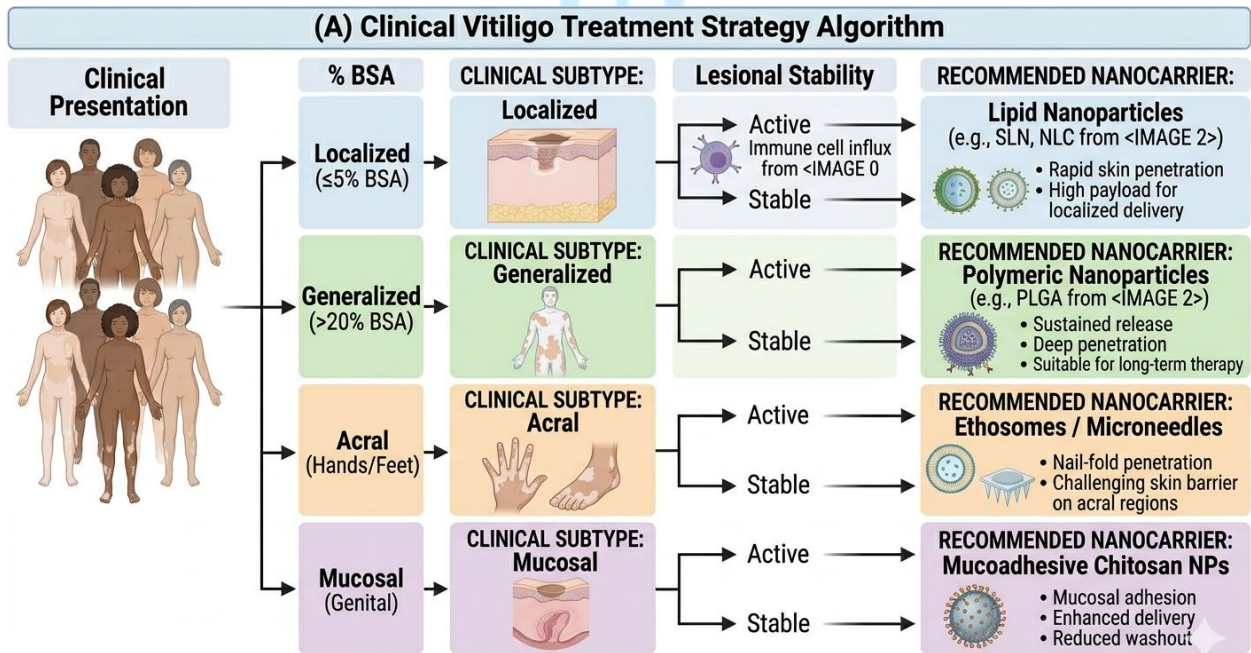 (A) Clinical Vitiligo Treatment Strategy Algorithm
Clinical
Presentation
% BSA
CLINICAL SUBTYPE:
Lesional Stability
RECOMMENDED NANOCARRIER:
Localized
(≤5% BSA)
Localized
Active
Immune cell influx
from <IMAGE 0
Stable
Lipid Nanoparticles
(e.g., SLN, NLC from <IMAGE 2>)
• Rapid skin penetration
• High payload for
localized delivery
Generalized
(>20% BSA)
CLINICAL SUBTYPE:
Generalized
Active
Stable
RECOMMENDED NANOCARRIER:
Polymeric Nanoparticles
(e.g., PLGA from <IMAGE 2>)
• Sustained release
• Deep penetration
• Suitable for long-term therapy
Acral
(Hands/Feet)
CLINICAL SUBTYPE:
Acral
Active
Stable
RECOMMENDED NANOCARRIER:
Ethosomes / Microneedles
• Nail-fold penetration
• Challenging skin barrier
on acral regions
Mucosal
(Genital)
CLINICAL SUBTYPE:
Mucosal
Active
Stable
RECOMMENDED NANOCARRIER:
Mucoadhesive Chitosan NPs
• Mucosal adhesion
• Enhanced delivery
• Reduced washout